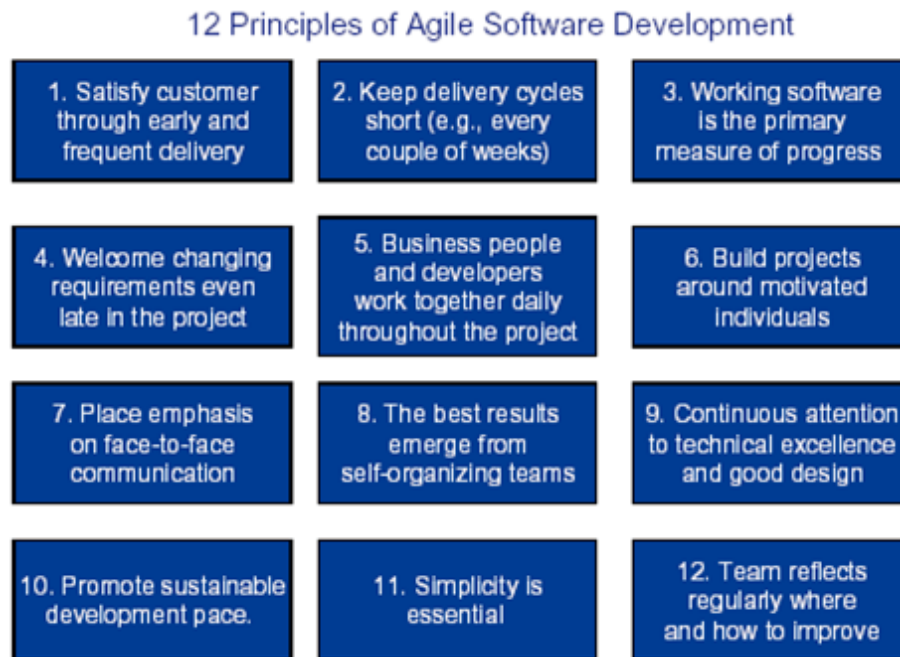 12 Principles of Agile Software Development
1. Satisfy customer
through early and
frequent delivery
2. Keep delivery cycles
short (e.g., every
couple of weeks)
3. Working software
is the primary
measure of progress
4. Welcome changing
requirements even
late in the project
5. Business people
and developers
work together daily
throughout the project
6. Build projects
around motivated
individuals
7. Place emphasis
on face-to-face
communication
8. The best results
emerge from
self-organizing teams
9. Continuous attention
to technical excellence
and good design
10. Promote sustainable
development pace.
11. Simplicity is
essential
12. Team reflects
regularly where
and how to improve